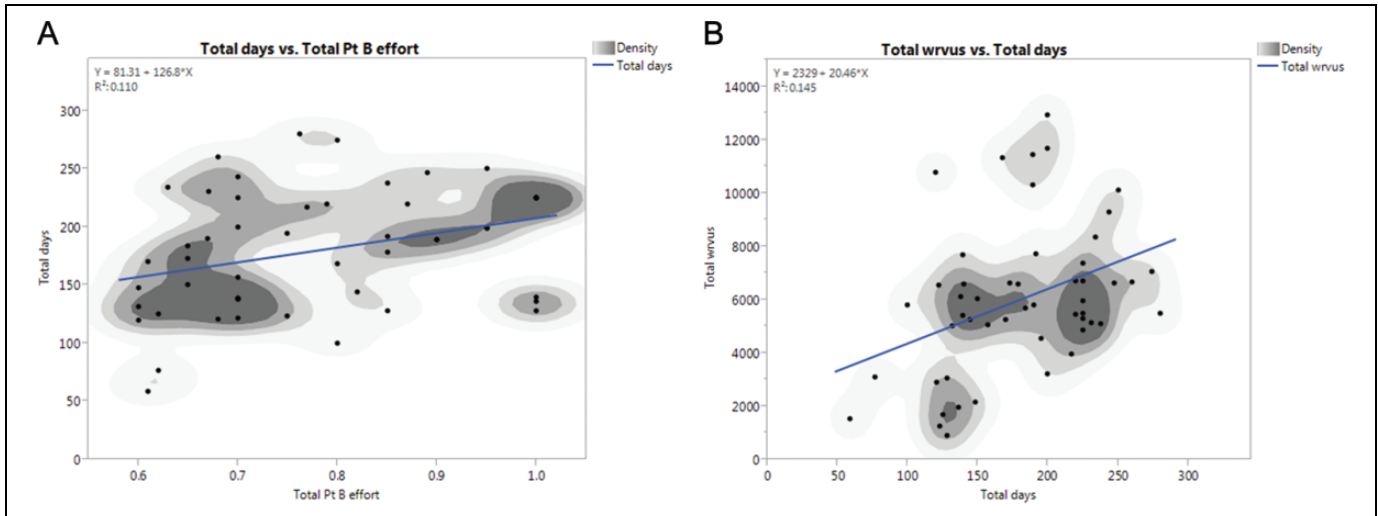 A
Total days vs. Total Pt B effort
Density
Total days
Y = 81.31 + 126.8*X
R²: 0.110
300
250
200
150
100
50
0
Total days
0.6 0.7 0.8 0.9 1.0
Total Pt B effort
B
Total wrvus vs. Total days
Density
Total wrvus
Y = 2329 + 20.46*X
R²: 0.145
14000
12000
10000
8000
6000
4000
2000
0
Total wrvus
0 50 100 150 200 250 300
Total days